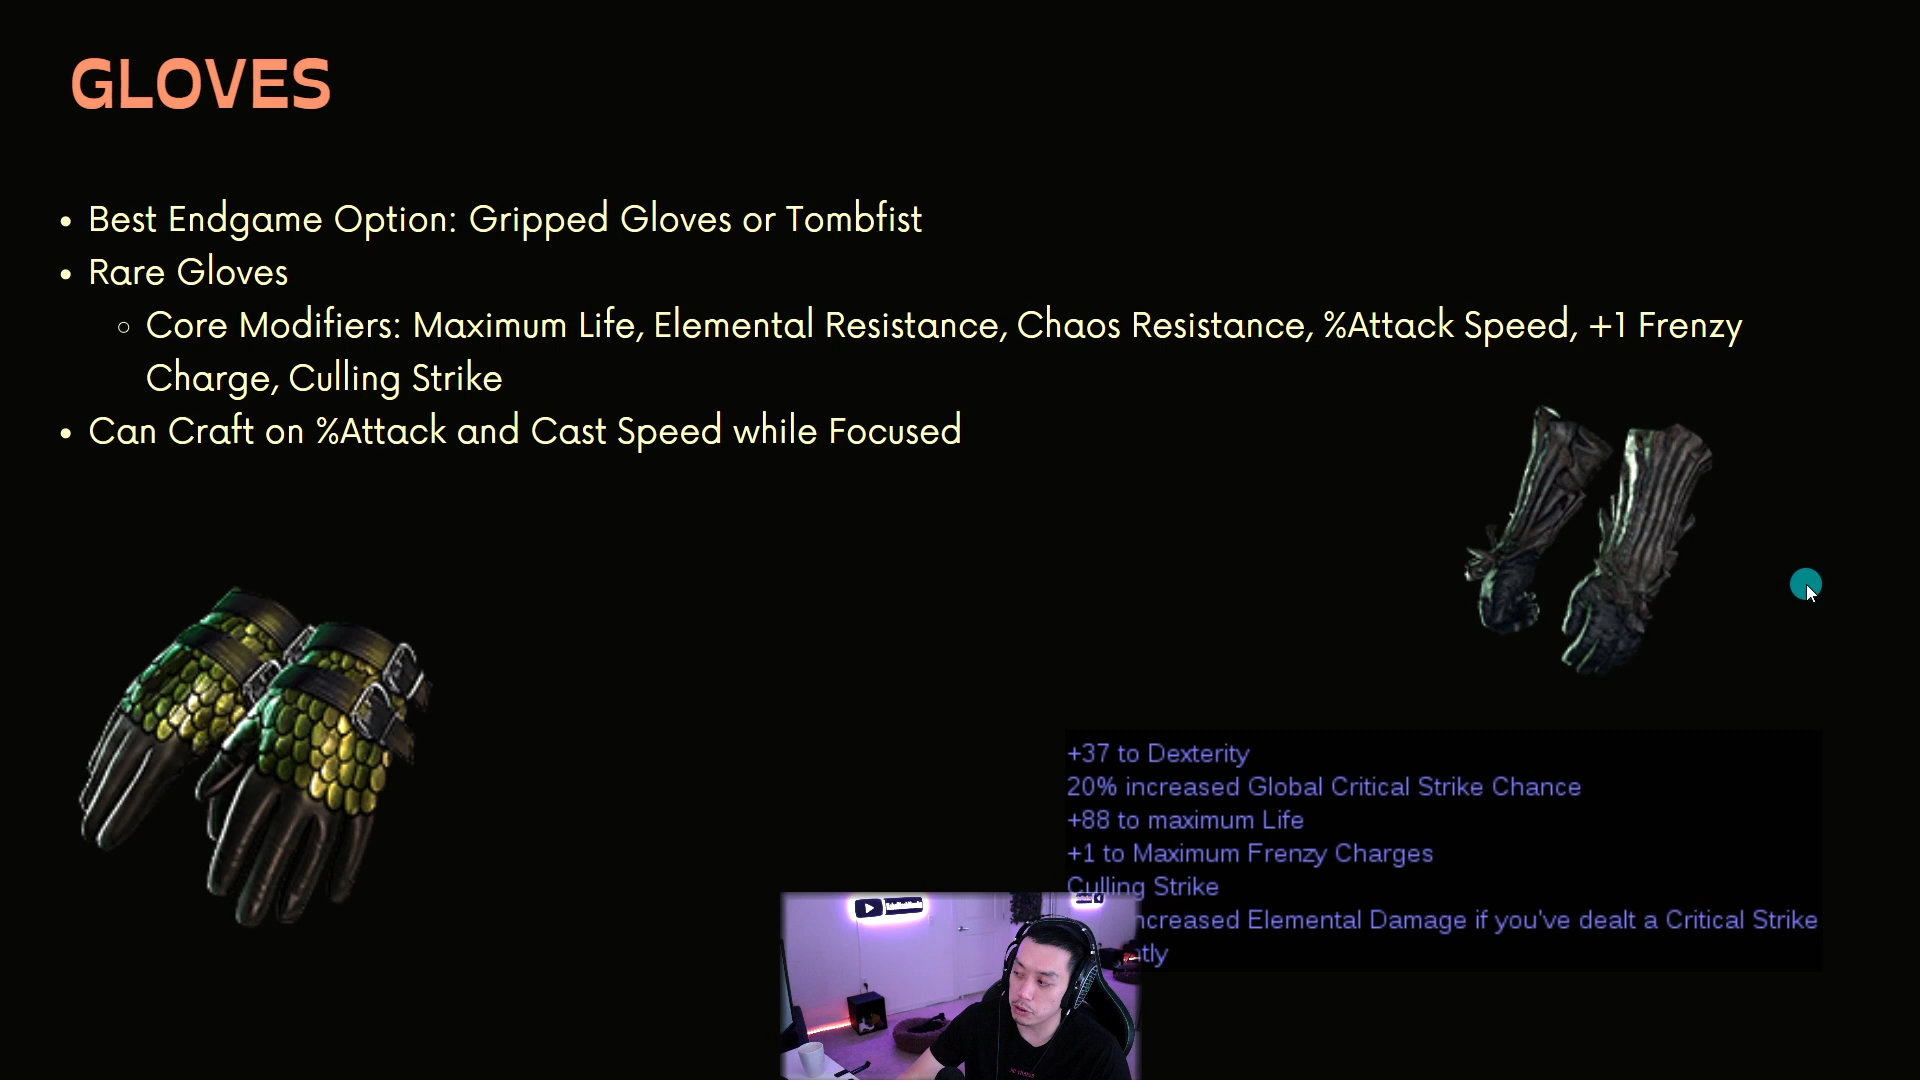 GLOVES
• Best Endgame Option: Gripped Gloves or Tombfist
• Rare Gloves
○ Core Modifiers: Maximum Life, Elemental Resistance, Chaos Resistance, %Attack Speed, +1 Frenzy
Charge, Culling Strike
• Can Craft on %Attack and Cast Speed while Focused
+37 to Dexterity
20% increased Global Critical Strike Chance
+88 to maximum Life
+1 to Maximum Frenzy Charges
Culling Strike
ncreased Elemental Damage if you've dealt a Critical Strike
ntly